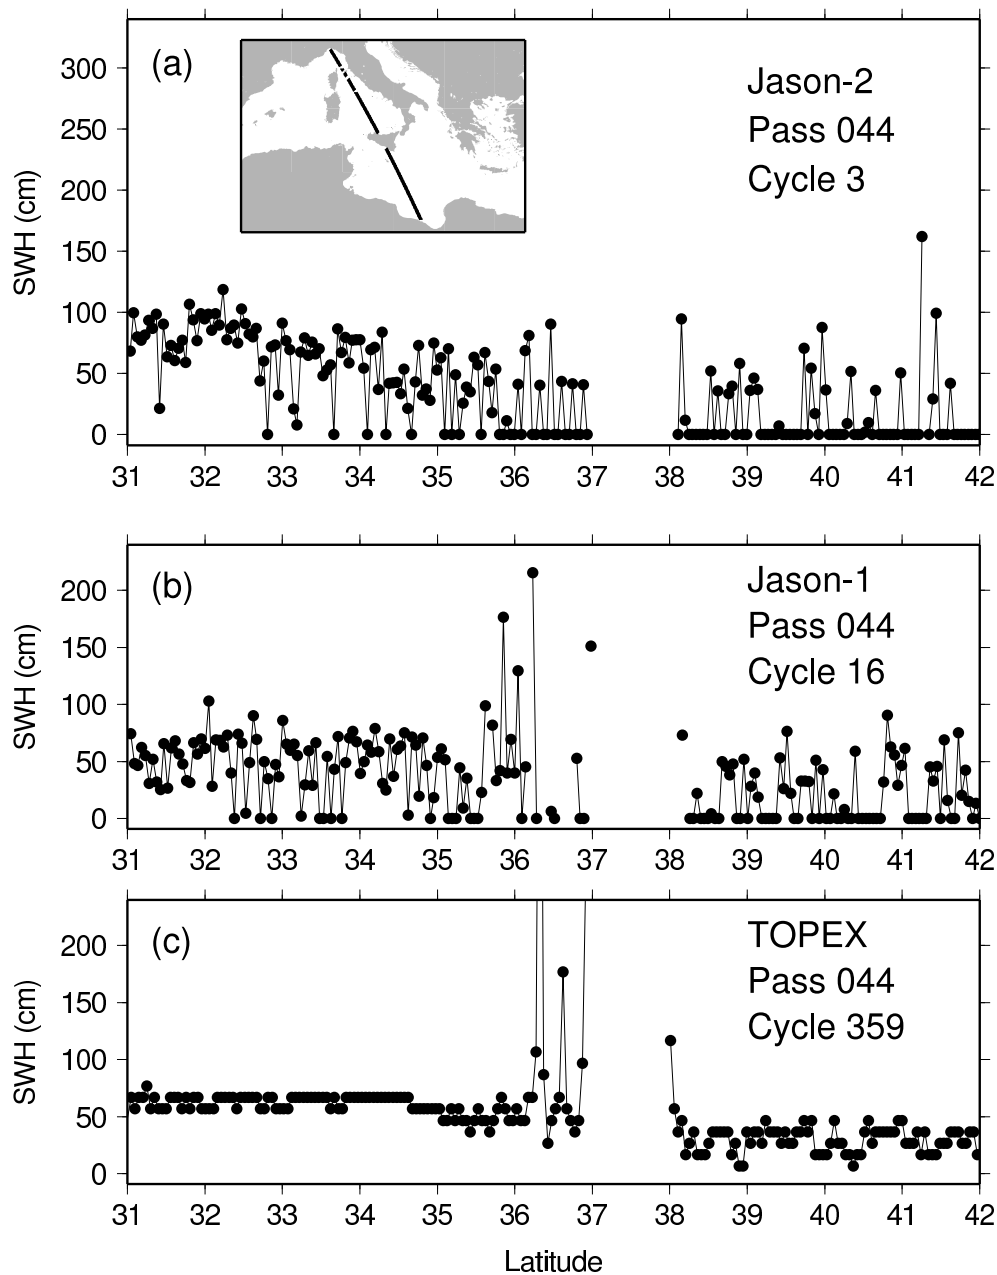 (a)
Jason-2
Pass 044
Cycle 3
SWH (cm)
300
250
200
150
100
50
0
31 32 33 34 35 36 37 38 39 40 41 42
(b)
Jason-1
Pass 044
Cycle 16
SWH (cm)
200
150
100
50
0
31 32 33 34 35 36 37 38 39 40 41 42
(c)
TOPEX
Pass 044
Cycle 359
SWH (cm)
200
150
100
50
0
31 32 33 34 35 36 37 38 39 40 41 42
Latitude